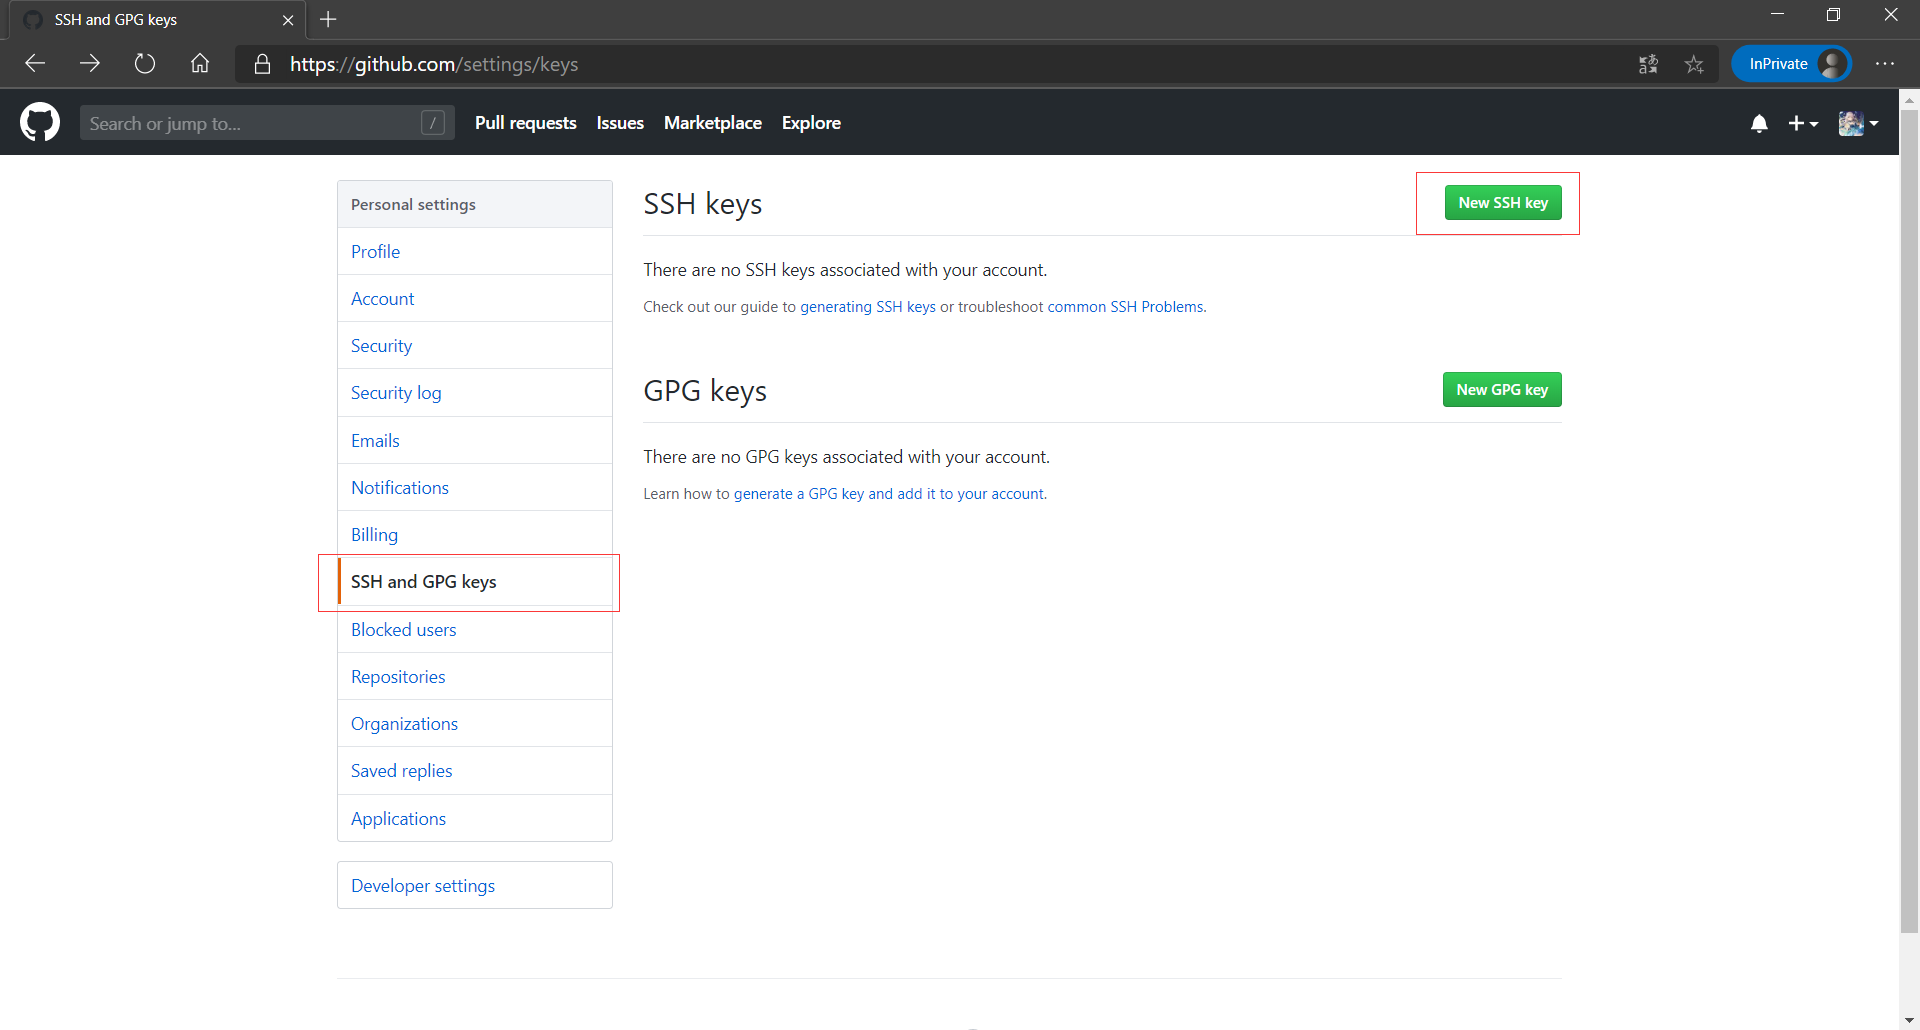 SSH and GPG keys
https://github.com/settings/keys
InPrivate
Search or jump to...
/
Pull requests
Issues
Marketplace
Explore
Personal settings
Profile
Account
Security
Security log
Emails
Notifications
Billing
SSH and GPG keys
Blocked users
Repositories
Organizations
Saved replies
Applications
Developer settings
SSH keys
New SSH key
There are no SSH keys associated with your account.
Check out our guide to generating SSH keys or troubleshoot common SSH Problems.
GPG keys
New GPG key
There are no GPG keys associated with your account.
Learn how to generate a GPG key and add it to your account.